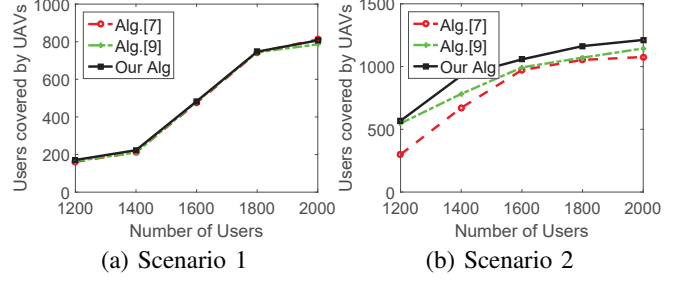 1000
800
600
400
200
0
Users covered by UAVs
Alg.[7]
Alg.[9]
Our Alg
1200 1400 1600 1800 2000
Number of Users
(a) Scenario 1
1500
1000
500
0
Users covered by UAVs
Alg.[7]
Alg.[9]
Our Alg
1200 1400 1600 1800 2000
Number of Users
(b) Scenario 2